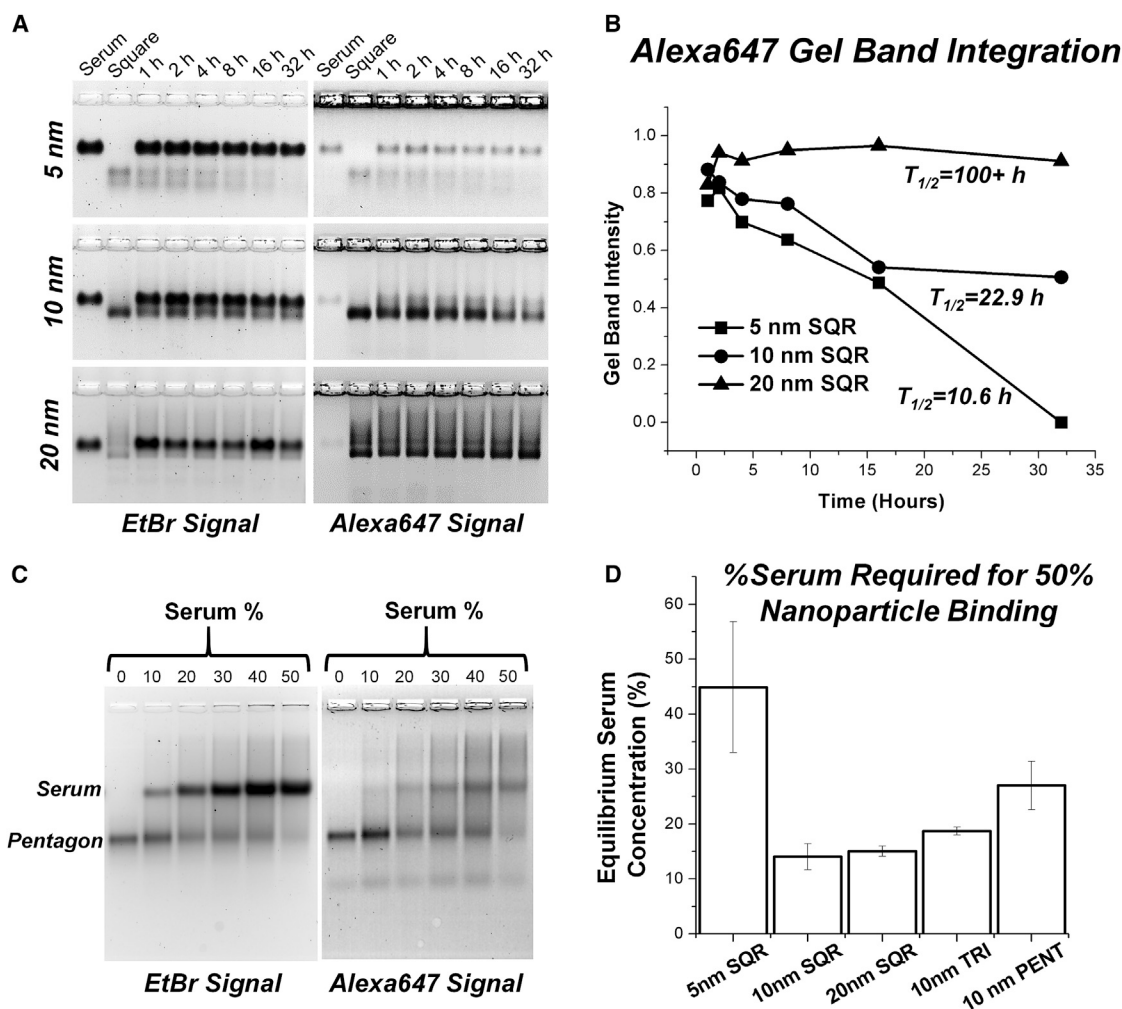 A
Serum Square 1 h 2 h 4 h 8 h 16 h 32 h Serum Square 1 h 2 h 4 h 8 h 16 h 32 h
5 nm
10 nm
20 nm
EtBr Signal Alexa647 Signal
B
Alexa647 Gel Band Integration
Gel Band Intensity
1.0
0.8
0.6
0.4
0.2
0.0
T1/2=100+ h
T1/2=22.9 h
T1/2=10.6 h
5 nm SQR
10 nm SQR
20 nm SQR
0 5 10 15 20 25 30 35
Time (Hours)
C
Serum % Serum %
0 10 20 30 40 50 0 10 20 30 40 50
Serum
Pentagon
EtBr Signal Alexa647 Signal
D
%Serum Required for 50%
Nanoparticle Binding
Equilibrium Serum
Concentration (%)
60
50
40
30
20
10
0
5nm SQR 10nm SQR 20nm SQR 10nm TRI 10 nm PENT